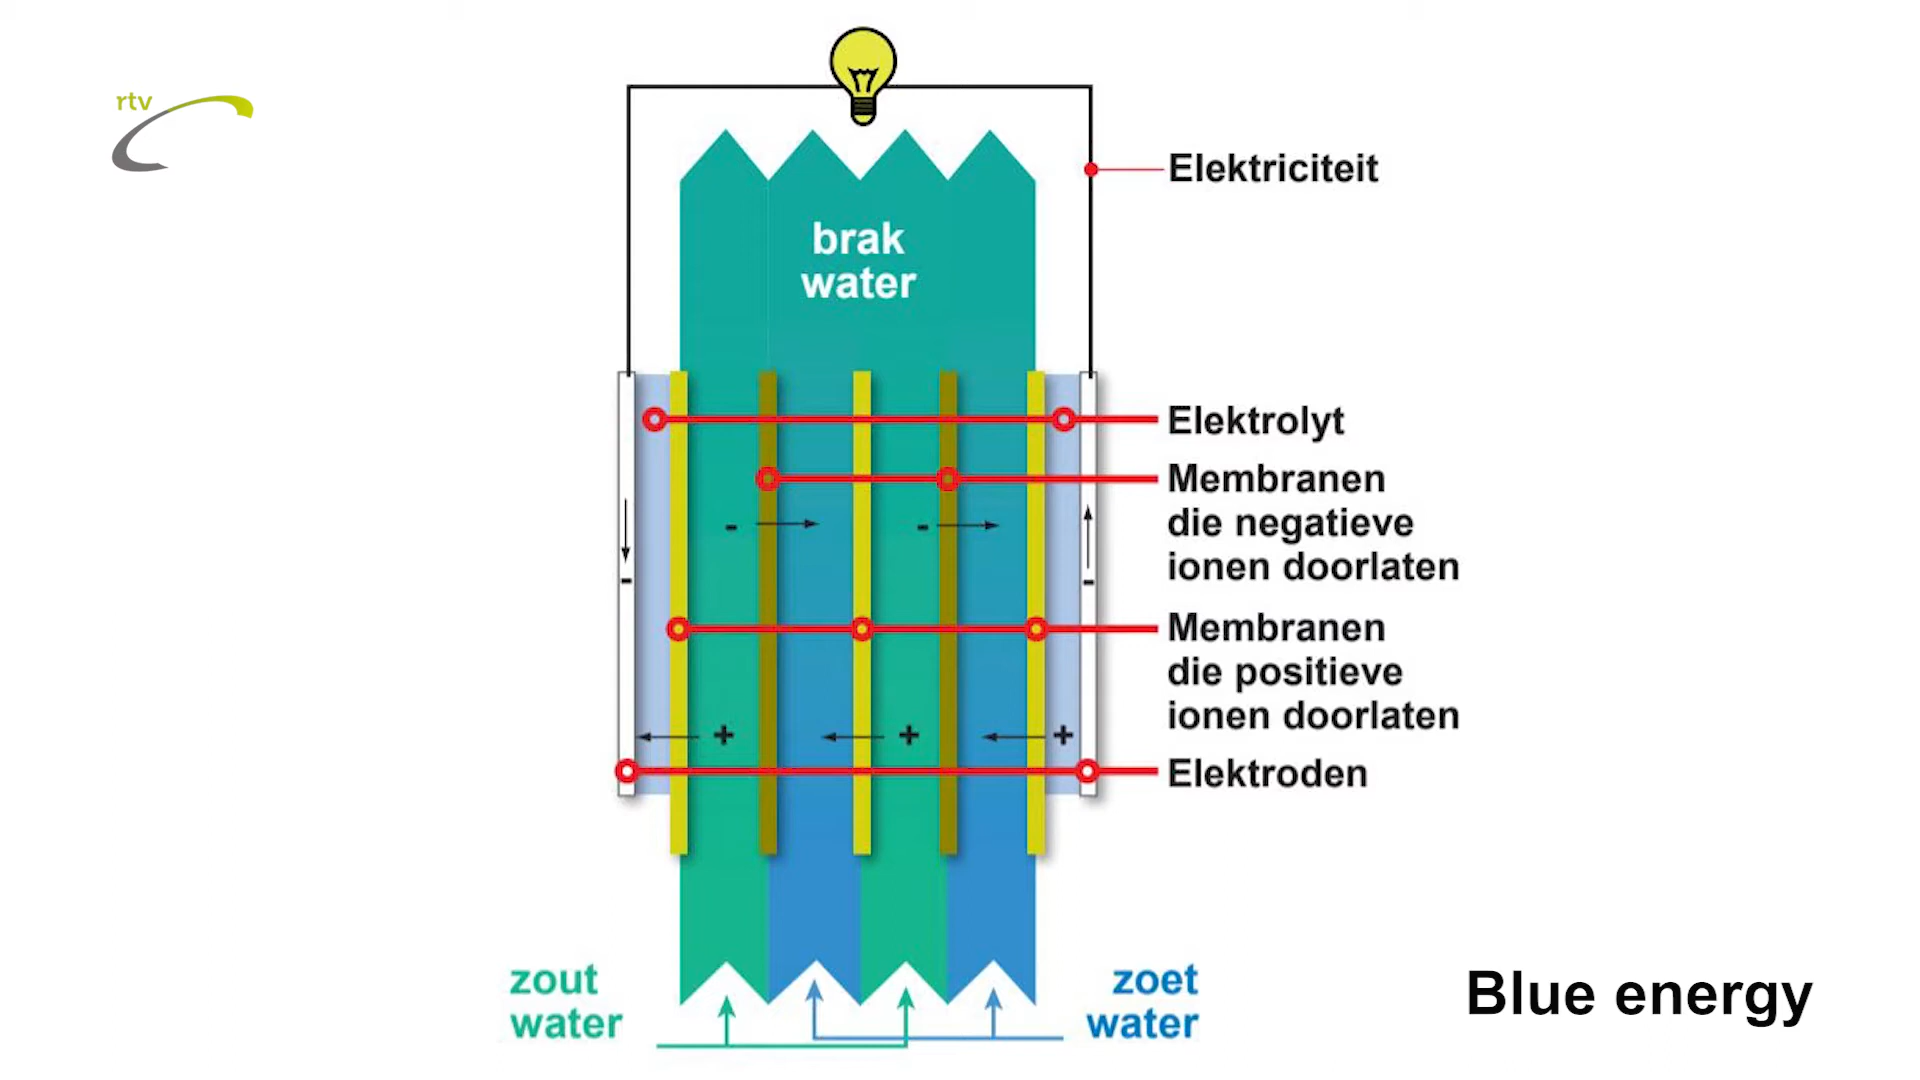 rtv
Elektriciteit
brak
water
Elektrolyt
Membranen
die negatieve
ionen doorlaten
- -
- -
Membranen
die positieve
ionen doorlaten
+ + +
Elektroden
zout
water
zoet
water
Blue energy